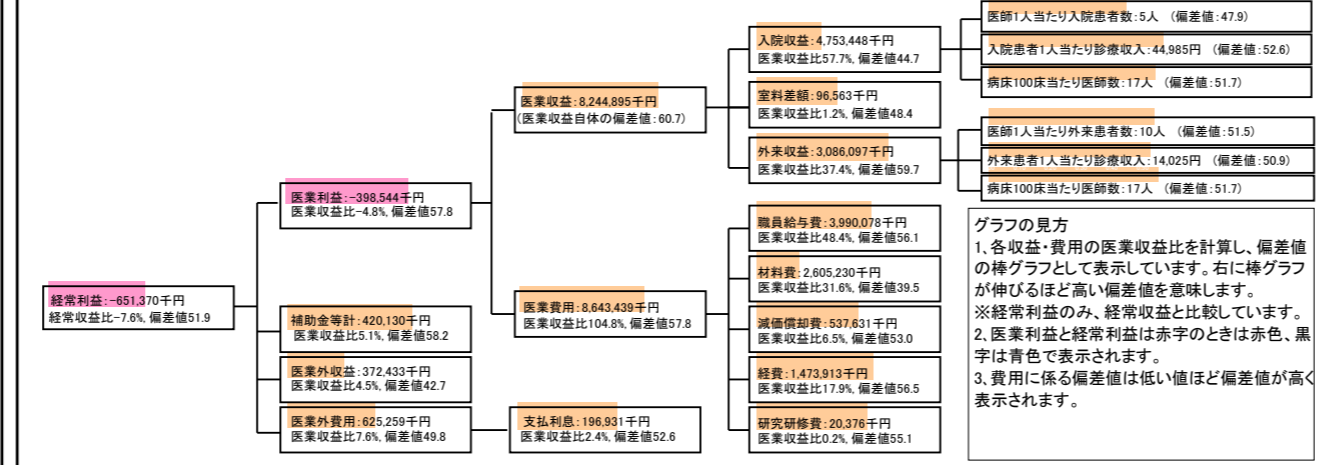 経常利益:-651,370千円
経常収益比-7.6%, 偏差値51.9
医業利益:-398,544千円
医業収益比-4.8%, 偏差値57.8
補助金等計:420,130千円
医業収益比5.1%, 偏差値58.2
医業外収益:372,433千円
医業収益比4.5%, 偏差値42.7
医業外費用:625,259千円
医業収益比7.6%, 偏差値49.8
医業収益:8,244,895千円
(医業収益自体の偏差値:60.7)
医業費用:8,643,439千円
医業収益比104.8%, 偏差値57.8
支払利息:196,931千円
医業収益比2.4%, 偏差値52.6
入院収益:4,753,448千円
医業収益比57.7%, 偏差値44.7
室料差額:96,563千円
医業収益比1.2%, 偏差値48.4
外来収益:3,086,097千円
医業収益比37.4%, 偏差値59.7
職員給与費:3,990,078千円
医業収益比48.4%, 偏差値56.1
材料費:2,605,230千円
医業収益比31.6%, 偏差値39.5
減価償却費:537,631千円
医業収益比6.5%, 偏差値53.0
経費:1,473,913千円
医業収益比17.9%, 偏差値56.5
研究研修費:20,376千円
医業収益比0.2%, 偏差値55.1
医師1人当たり入院患者数:5人 (偏差値:47.9)
入院患者1人当たり診療収入:44,985円 (偏差値:52.6)
病床100床当たり医師数:17人 (偏差値:51.7)
医師1人当たり外来患者数:10人 (偏差値:51.5)
外来患者1人当たり診療収入:14,025円 (偏差値:50.9)
病床100床当たり医師数:17人 (偏差値:51.7)
グラフの見方
1、各収益・費用の医業収益比を計算し、偏差値
の棒グラフとして表示しています。右に棒グラフ
が伸びるほど高い偏差値を意味します。
※経常利益のみ、経常収益と比較しています。
2、医業利益と経常利益は赤字のときは赤色、黒
字は青色で表示されます。
3、費用に係る偏差値は低い値ほど偏差値が高く
表示されます。